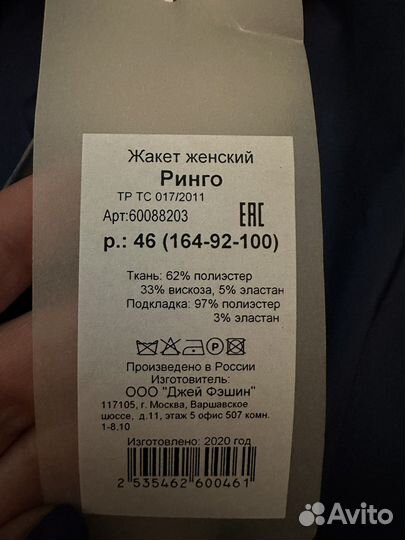 Жакет женский
Ринго
ТР ТС 017/2011
Арт:60088203
EAC
р.: 46 (164-92-100)
Ткань: 62% полиэстер
33% вискоза, 5% эластан
Подкладка: 97% полиэстер
3% эластан
P
Произведено в России
Изготовитель:
ООО "Джей Фэшин"
117105, г. Москва, Варшавское
шоссе, д.11, этаж 5 офис 507 комн.
1-8.10
Изготовлено: 2020 год
2 535462 600461
Avito